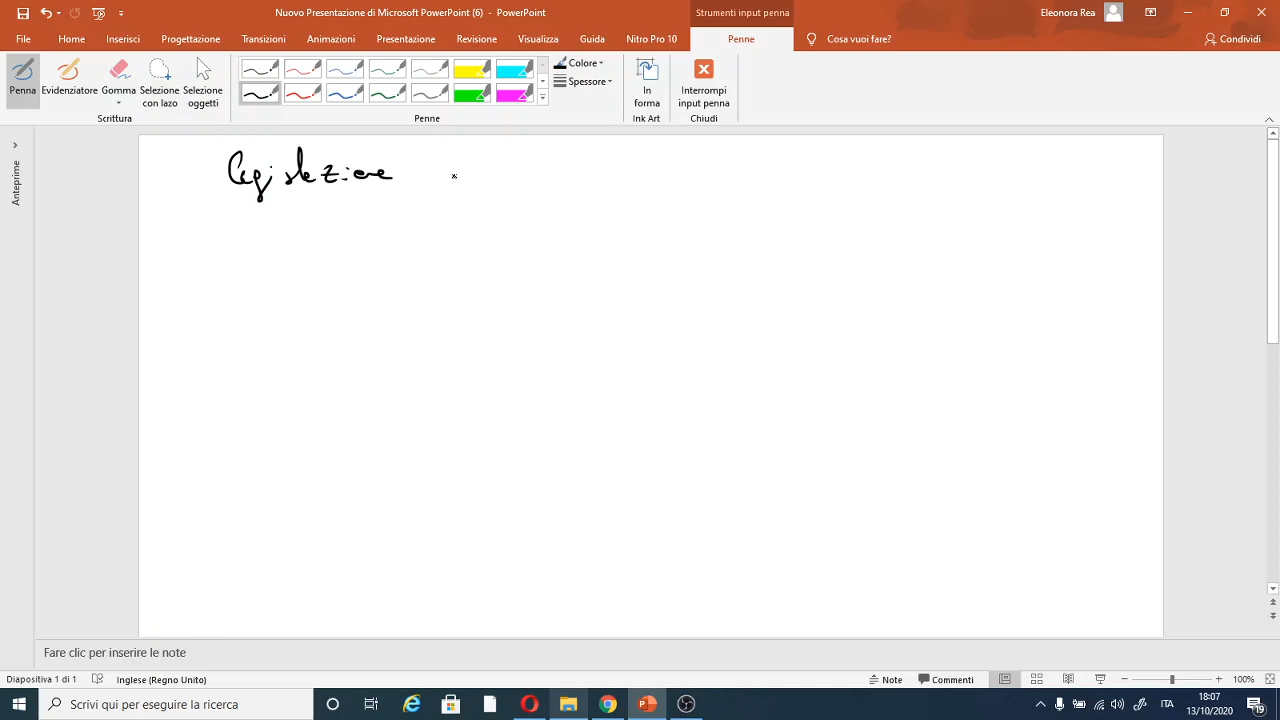 Nuovo Presentazione di Microsoft PowerPoint (6) - PowerPoint
Strumenti input penna
Eleonora Rea
File Home Inserisci Progettazione Transizioni Animazioni Presentazione Revisione Visualizza Guida Nitro Pro 10 Penne Cosa vuoi fare? Condividi
Penna Evidenziatore Gomma Selezione con lazo Selezione oggetti
Colore
Spessore
In forma
Interrompi input penna
Scrittura Penne Ink Art Chiudi
Anteprime
Legislazione
Fare clic per inserire le note
Diapositiva 1 di 1 Inglese (Regno Unito) Note Commenti 100%
Scrivi qui per eseguire la ricerca
ITA
18:07
13/10/2020
19